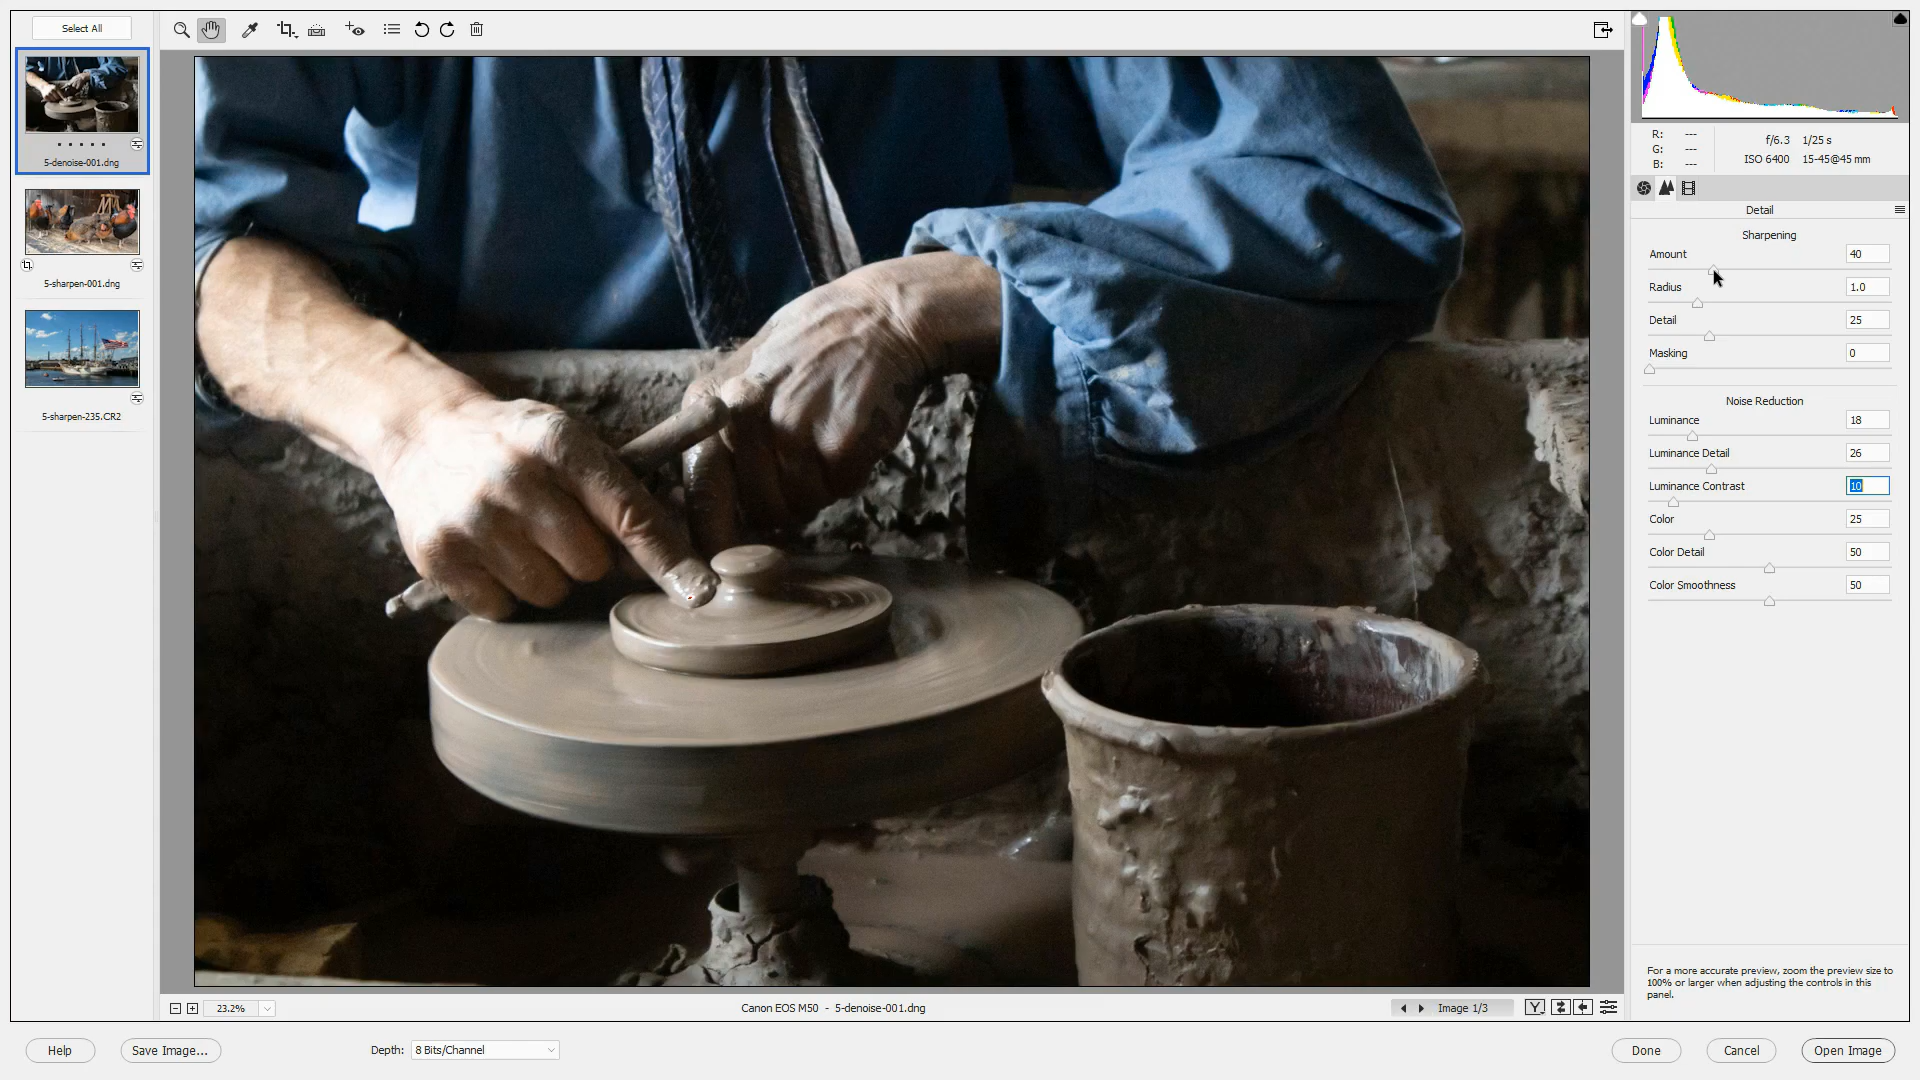 Select All
5-denoise-001.dng
5-sharpen-001.dng
5-sharpen-235.CR2
R: ---
G: ---
B: ---
f/6.3 1/25 s
ISO 6400 15-45@45 mm
Detail
Sharpening
Amount 40
Radius 1.0
Detail 25
Masking 0
Noise Reduction
Luminance 18
Luminance Detail 26
Luminance Contrast 10
Color 25
Color Detail 50
Color Smoothness 50
For a more accurate preview, zoom the preview size to
100% or larger when adjusting the controls in this
panel.
23.2%
Canon EOS M50 - 5-denoise-001.dng
Image 1/3
Y
Help
Save Image...
Depth: 8 Bits/Channel
Done
Cancel
Open Image